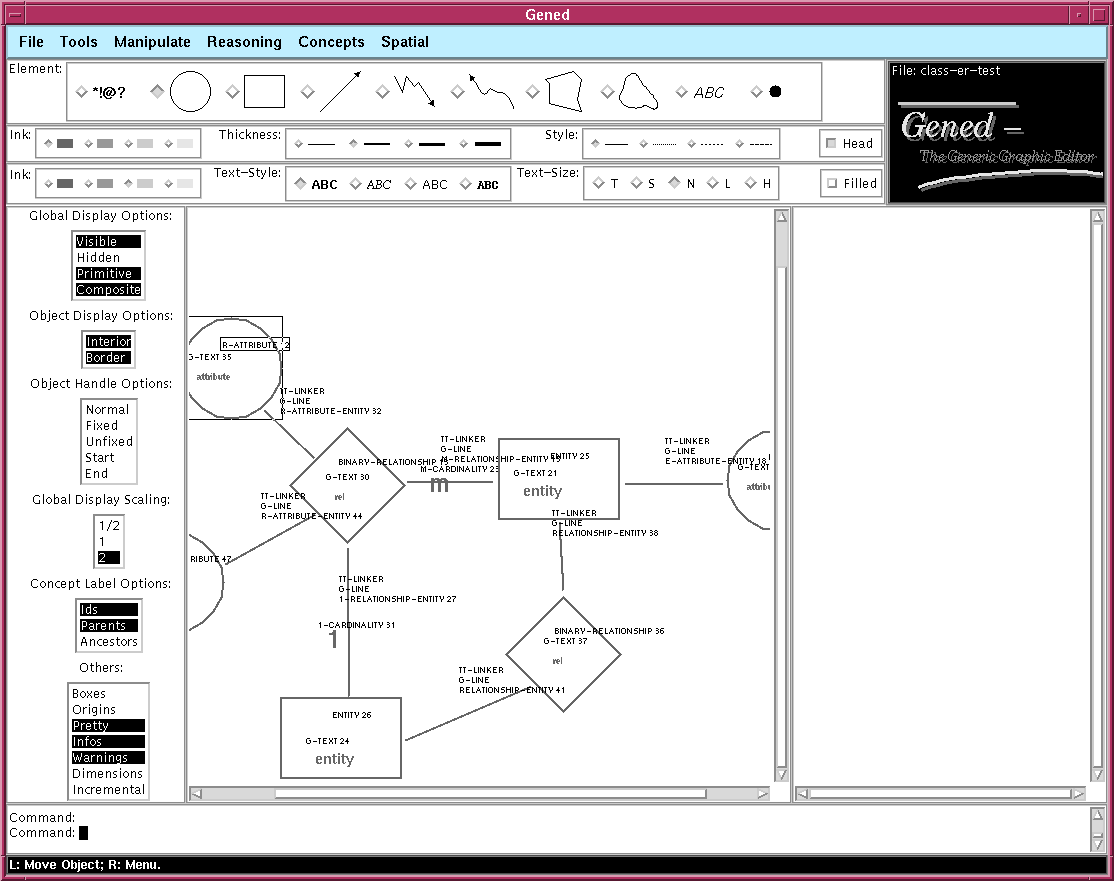 Gened
File Tools Manipulate Reasoning Concepts Spatial
Element: *!@? ABC
Ink: Thickness: Style: Head
Ink: Text-Style: ABC ABC ABC ABC Text-Size: T S N L H Filled
File: class-er-test
Gened –
The Generic Graphic Editor
Global Display Options:
Visible
Hidden
Primitive
Composite
Object Display Options:
Interior
Border
Object Handle Options:
Normal
Fixed
Unfixed
Start
End
Global Display Scaling:
1/2
1
2
Concept Label Options:
Ids
Parents
Ancestors
Others:
Boxes
Origins
Pretty
Infos
Warnings
Dimensions
Incremental
R-ATTRIBUTE 2
G-TEXT 35
attribute
TT-LINKER
G-LINE
R-ATTRIBUTE-ENTITY 32
BINARY-RELATIONSHIP
G-TEXT 30
rel
TT-LINKER
G-LINE
M-RELATIONSHIP-ENTITY
M-CARDINALITY 23
m
ENTITY 25
G-TEXT 21
entity
TT-LINKER
G-LINE
E-ATTRIBUTE-ENTITY 18
G-TEXT
attribu
TT-LINKER
G-LINE
R-ATTRIBUTE-ENTITY 44
RIBUTE 47
TT-LINKER
G-LINE
RELATIONSHIP-ENTITY 38
TT-LINKER
G-LINE
1-RELATIONSHIP-ENTITY 27
1-CARDINALITY 31
1
BINARY-RELATIONSHIP 36
G-TEXT 37
rel
TT-LINKER
G-LINE
RELATIONSHIP-ENTITY 41
ENTITY 26
G-TEXT 24
entity
Command:
Command:
L: Move Object; R: Menu.